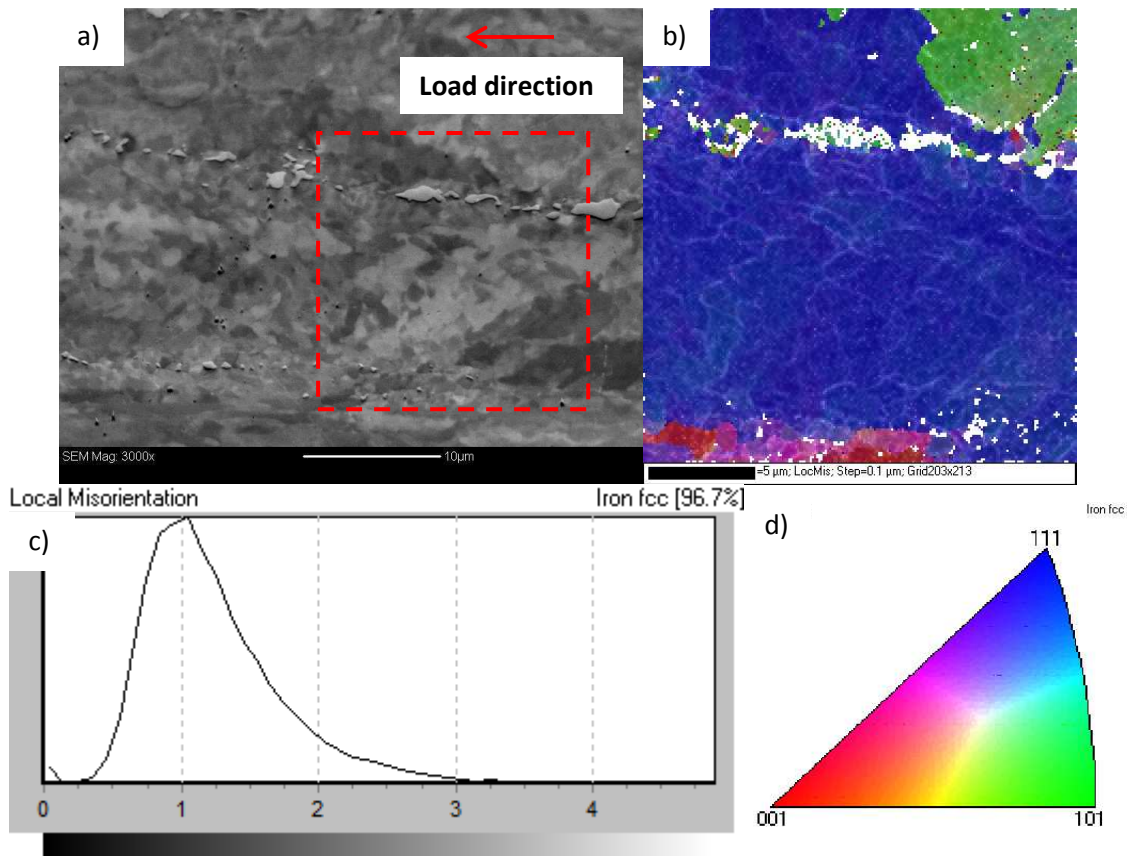 a)
Load direction
SEM Mag: 3000x
10µm
b)
=5 µm; LocMis; Step=0.1 µm; Grid203x213
Local Misorientation
Iron fcc [96.7%]
c)
0 1 2 3 4
d)
Iron fcc
111
001
101